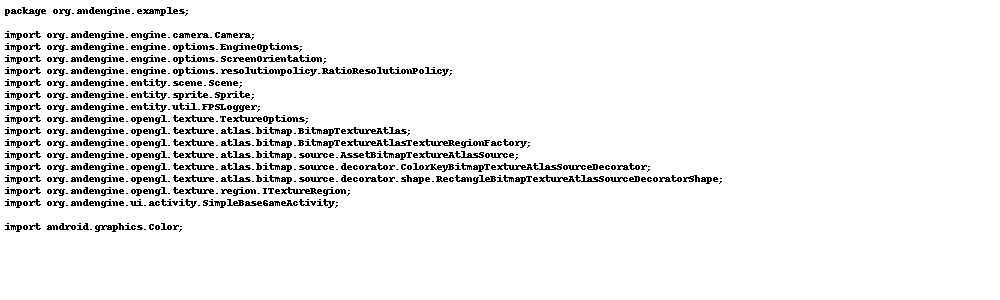 package org.andengine.examples;

import org.andengine.engine.camera.Camera;
import org.andengine.engine.options.EngineOptions;
import org.andengine.engine.options.ScreenOrientation;
import org.andengine.engine.options.resolutionpolicy.RatioResolutionPolicy;
import org.andengine.entity.scene.Scene;
import org.andengine.entity.sprite.Sprite;
import org.andengine.entity.util.FPSLogger;
import org.andengine.opengl.texture.TextureOptions;
import org.andengine.opengl.texture.atlas.bitmap.BitmapTextureAtlas;
import org.andengine.opengl.texture.atlas.bitmap.BitmapTextureAtlasTextureRegionFactory;
import org.andengine.opengl.texture.atlas.bitmap.source.AssetBitmapTextureAtlasSource;
import org.andengine.opengl.texture.atlas.bitmap.source.decorator.ColorKeyBitmapTextureAtlasSourceDecorator;
import org.andengine.opengl.texture.atlas.bitmap.source.decorator.shape.RectangleBitmapTextureAtlasSourceDecoratorShape;
import org.andengine.opengl.texture.region.ITextureRegion;
import org.andengine.ui.activity.SimpleBaseGameActivity;

import android.graphics.Color;